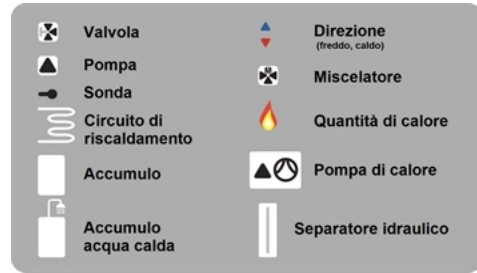 Valvola
Pompa
Sonda
Circuito di
riscaldamento
Accumulo
Accumulo
acqua calda
Direzione
(freddo, caldo)
Miscelatore
Quantità di calore
Pompa di calore
Separatore idraulico